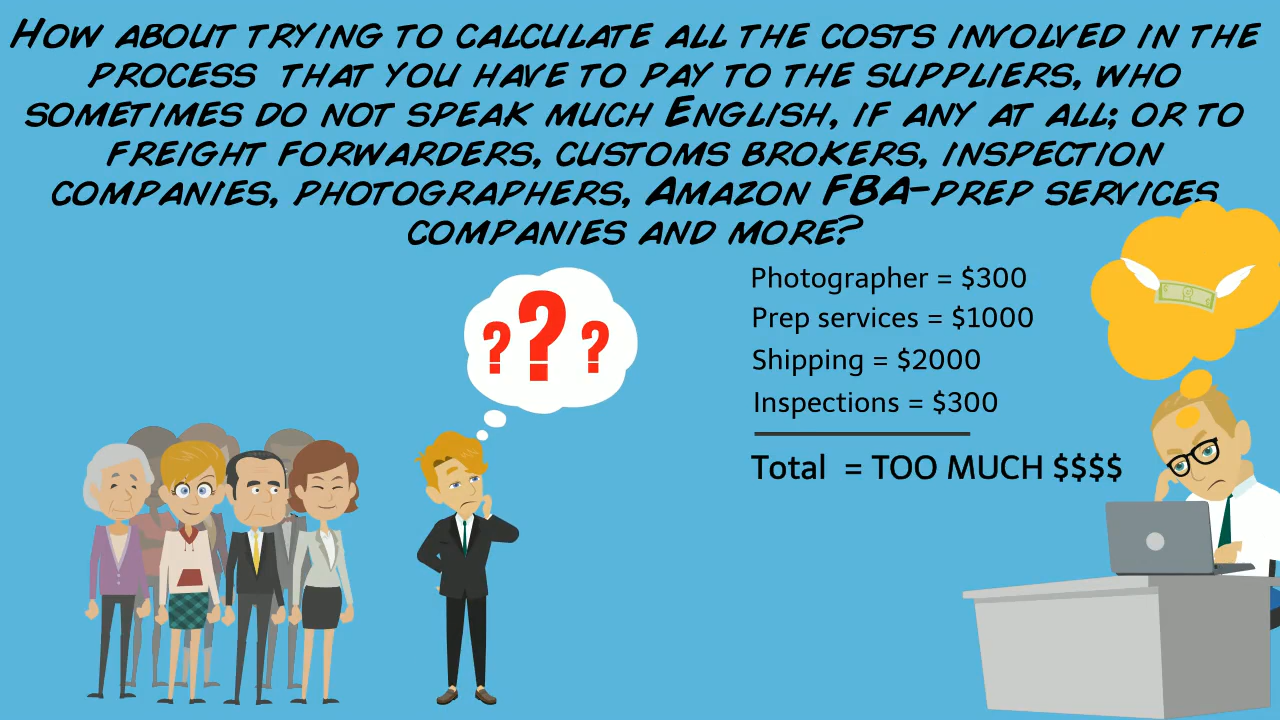 How about trying to calculate all the costs involved in the
process that you have to pay to the suppliers, who
sometimes do not speak much English, if any at all; or to
freight forwarders, customs brokers, inspection
companies, photographers, Amazon FBA-prep services
companies and more?
Photographer = $300
Prep services = $1000
Shipping = $2000
Inspections = $300
Total = TOO MUCH $$$$
? ? ?